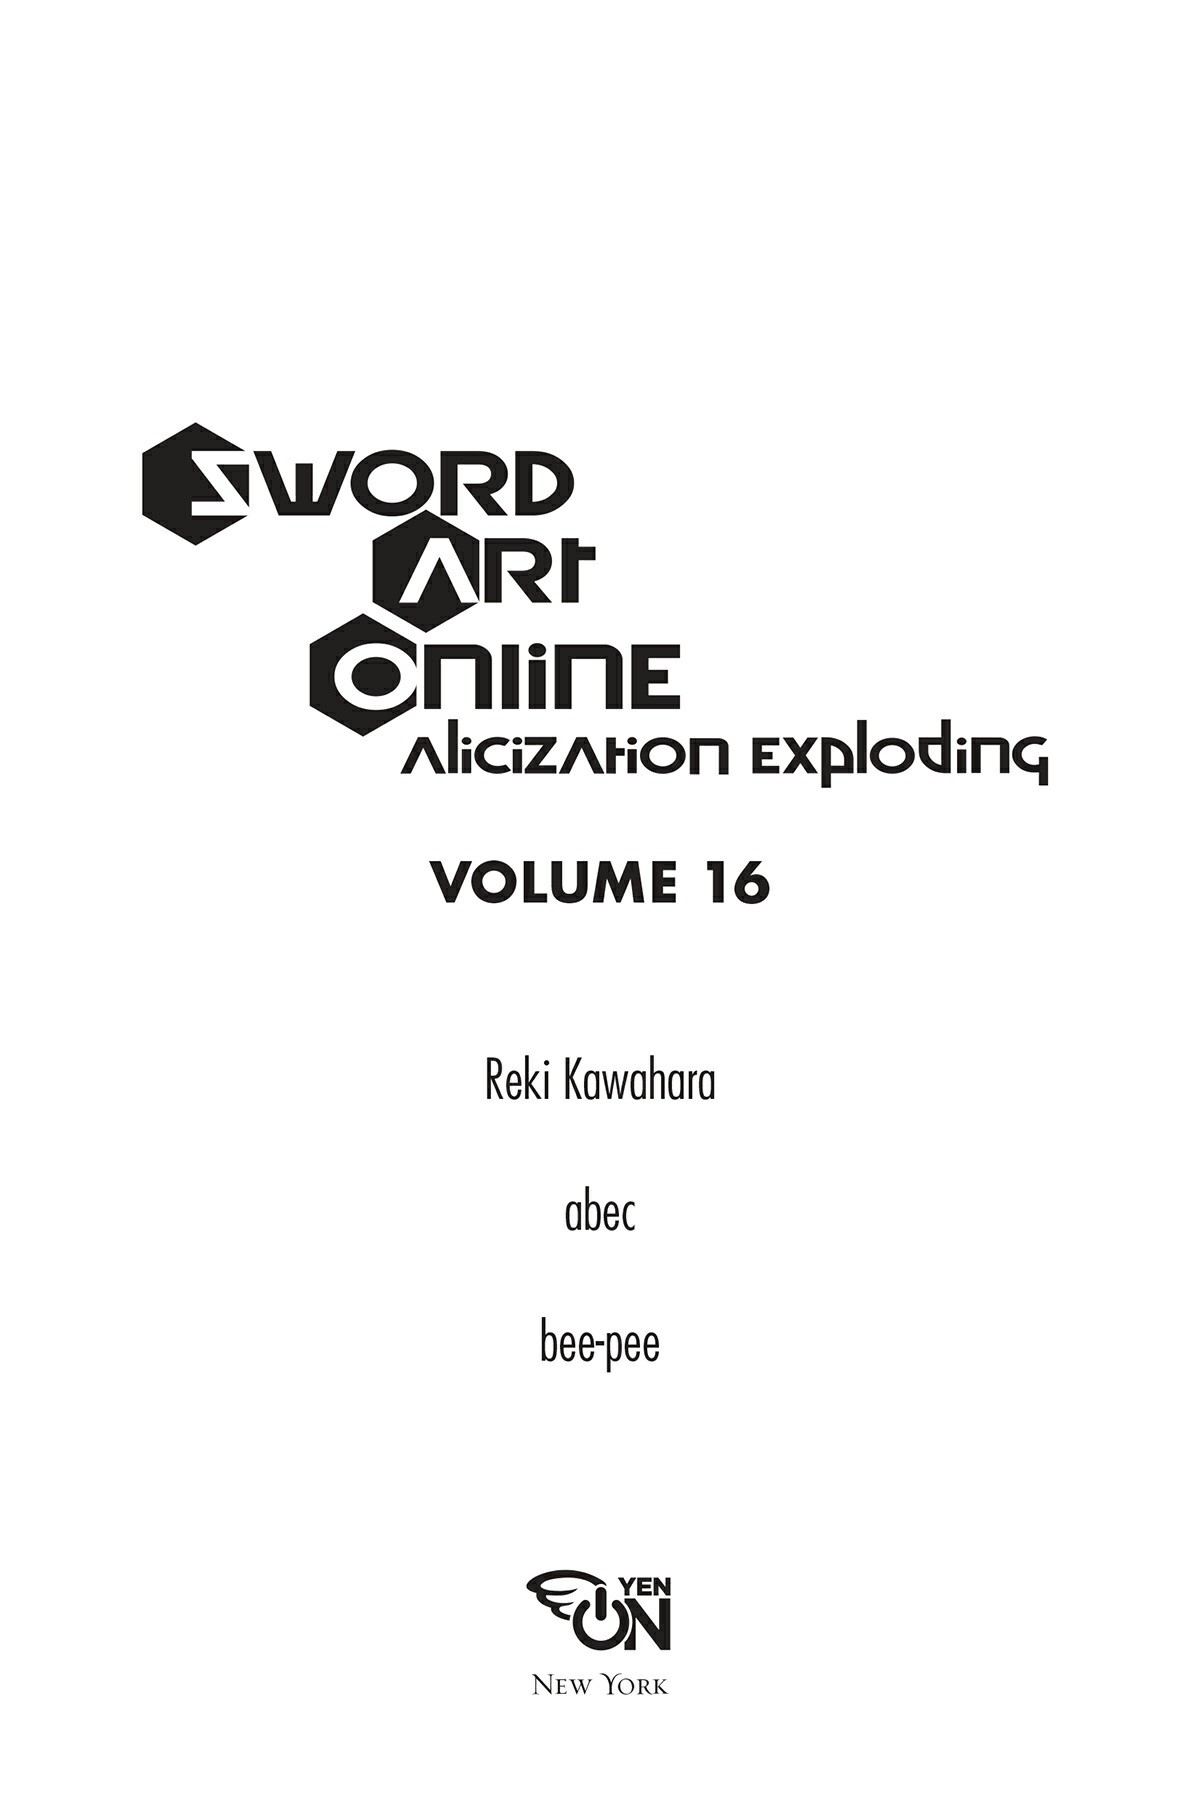 SWORD
ART
ONLINE
ALICIZATION EXPLODING
VOLUME 16
Reki Kawahara
abec
bee-pee
YEN
ON
NEW YORK